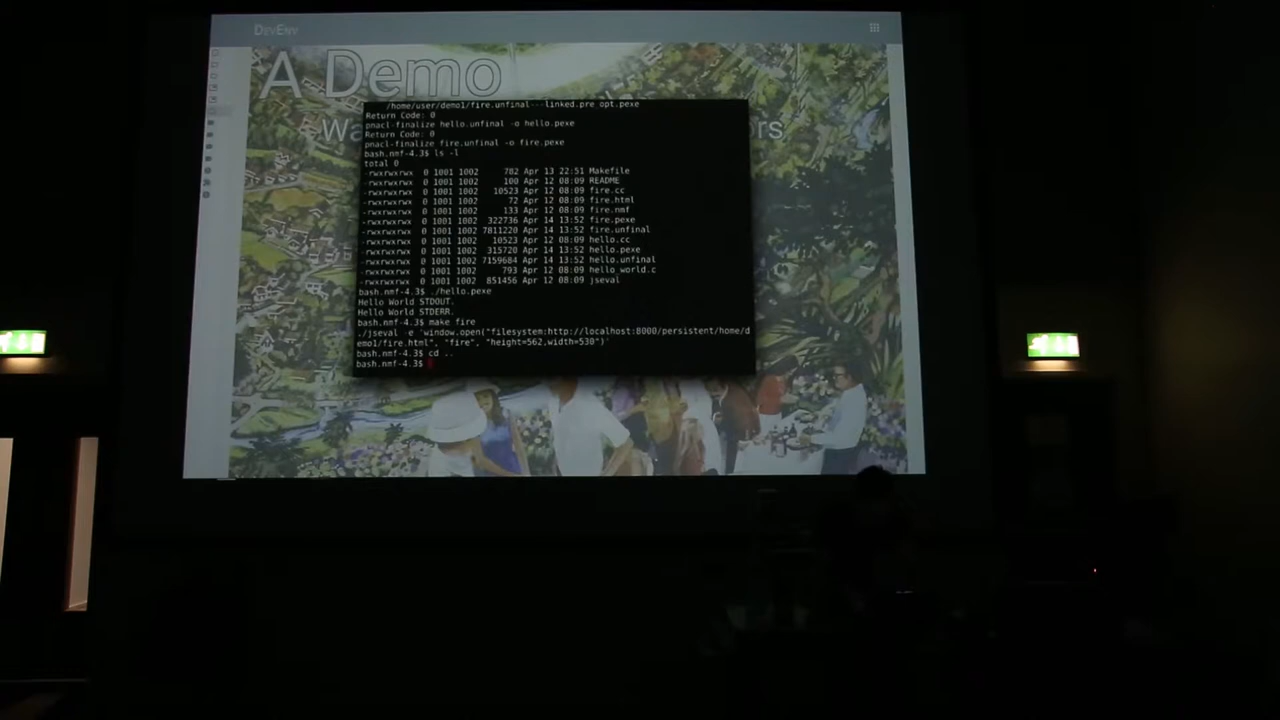 DevEnv
A Demo
Wa
ors
/home/user/demo1/fire.unfinal---linked.pre_opt.pexe
Return Code: 0
pnacl-finalize hello.unfinal -o hello.pexe
Return Code: 0
pnacl-finalize fire.unfinal -o fire.pexe
bash.nmf-4.3$ ls -l
total 0
-rwxrwxrwx 0 1001 1002 782 Apr 13 22:51 Makefile
-rwxrwxrwx 0 1001 1002 100 Apr 12 08:09 README
-rwxrwxrwx 0 1001 1002 10523 Apr 12 08:09 fire.cc
-rwxrwxrwx 0 1001 1002 72 Apr 12 08:09 fire.html
-rwxrwxrwx 0 1001 1002 133 Apr 12 08:09 fire.nmf
-rwxrwxrwx 0 1001 1002 322736 Apr 14 13:52 fire.pexe
-rwxrwxrwx 0 1001 1002 7811220 Apr 14 13:52 fire.unfinal
-rwxrwxrwx 0 1001 1002 10523 Apr 12 08:09 hello.cc
-rwxrwxrwx 0 1001 1002 315720 Apr 14 13:52 hello.pexe
-rwxrwxrwx 0 1001 1002 7159684 Apr 14 13:52 hello.unfinal
-rwxrwxrwx 0 1001 1002 793 Apr 12 08:09 hello_world.c
-rwxrwxrwx 0 1001 1002 851456 Apr 12 08:09 jseval
bash.nmf-4.3$ ./hello.pexe
Hello World STDOUT.
Hello World STDERR.
bash.nmf-4.3$ make fire
./jseval -e 'window.open("filesystem:http://localhost:8000/persistent/home/d
emo1/fire.html", "fire", "height=562,width=530")'
bash.nmf-4.3$ cd ..
bash.nmf-4.3$